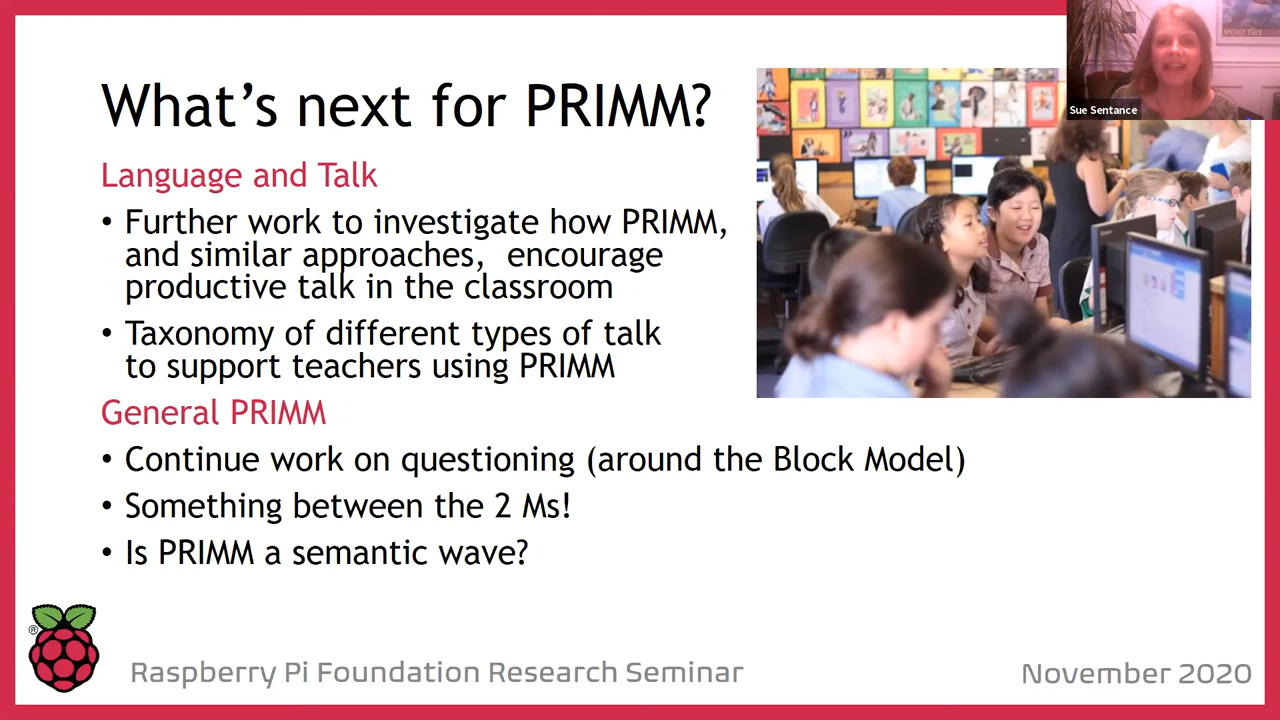 What's next for PRIMM?
Language and Talk
• Further work to investigate how PRIMM,
and similar approaches,  encourage
productive talk in the classroom
• Taxonomy of different types of talk
to support teachers using PRIMM
General PRIMM
• Continue work on questioning (around the Block Model)
• Something between the 2 Ms!
• Is PRIMM a semantic wave?
Sue Sentance
®
Raspberry Pi Foundation Research Seminar
November 2020